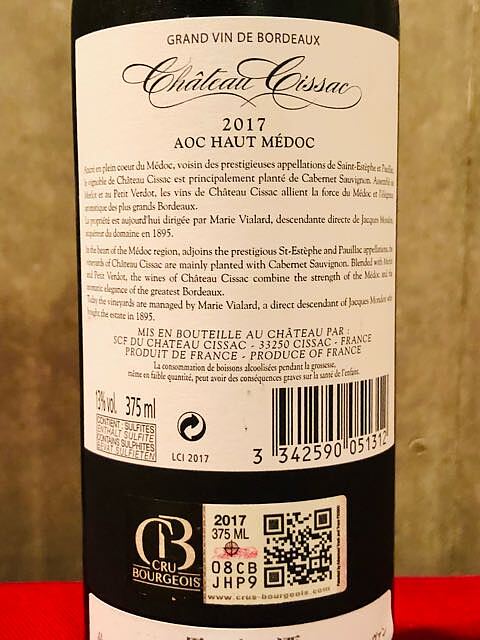 GRAND VIN DE BORDEAUX
Château Cissac
2017
AOC HAUT MÉDOC
en plein coeur du Médoc, voisin des prestigieuses appellations de Saint-Estèphe et Pauillac,
vignoble de Château Cissac est principalement planté de Cabernet Sauvignon. Assemblé au
Merlot et au Petit Verdot, les vins de Château Cissac allient la force du Médoc et l'élégance
aromatique des plus grands Bordeaux.
La propriété est aujourd'hui dirigée par Marie Vialard, descendante directe de Jacques Mondon,
acquéreur du domaine en 1895.
In the heart of the Médoc region, adjoins the prestigious St-Estèphe and Pauillac appellations, the
vineyards of Château Cissac are mainly planted with Cabernet Sauvignon. Blended with Merlot
and Petit Verdot, the wines of Château Cissac combine the strength of the Médoc and the
aromatic elegance of the greatest Bordeaux.
Today the vineyards are managed by Marie Vialard, a direct descendant of Jacques Mondon who
bought the estate in 1895.
MIS EN BOUTEILLE AU CHÂTEAU PAR :
SCF DU CHATEAU CISSAC - 33250 CISSAC - FRANCE
PRODUIT DE FRANCE - PRODUCE OF FRANCE
La consommation de boissons alcoolisées pendant la grossesse,
même en faible quantité, peut avoir des conséquences graves sur la santé de l'enfant.
13% vol. 375 ml
CONTIENT : SULFITES
ENTHÄLT SULFITE
CONTAINS SULPHITES
BEVAT SULFIETEN
LCI 2017
3 342590 051312
CB
CRU
BOURGEOIS
2017
375 ML
08CB
JHP9
www.crus-bourgeois.com